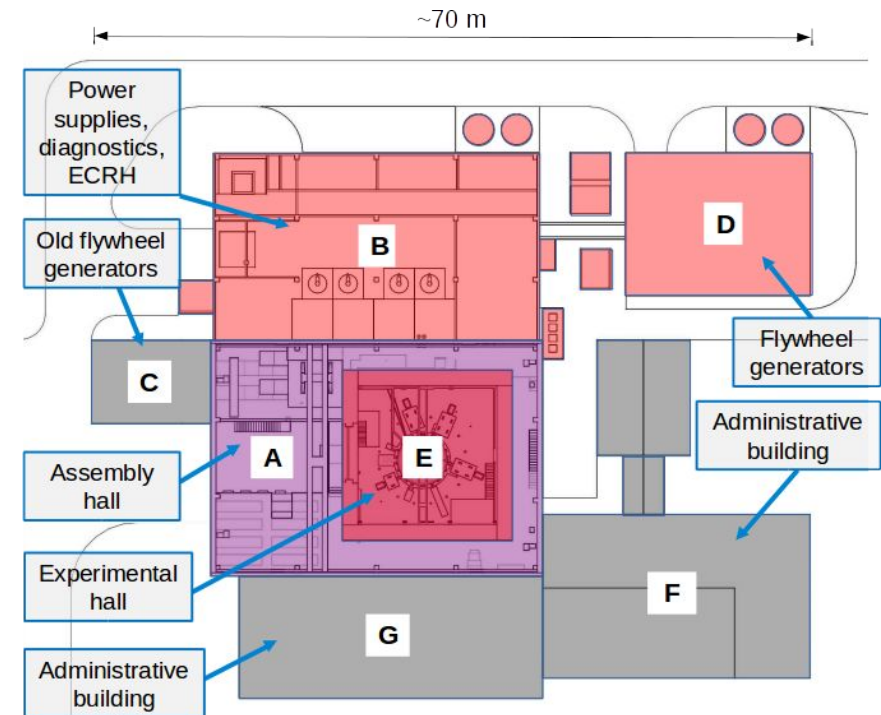 ~70 m
Power
supplies,
diagnostics,
ECRH
Old flywheel
generators
B
D
C
Flywheel
generators
Administrative
building
A
E
Assembly
hall
Experimental
hall
F
G
Administrative
building